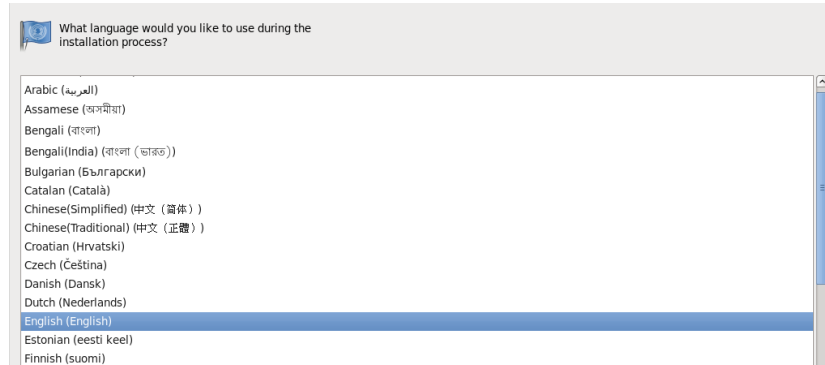 What language would you like to use during the
installation process?
Arabic (العربية)
Assamese (অসমীয়া)
Bengali (বাংলা)
Bengali(India) (বাংলা (ভারত))
Bulgarian (Български)
Catalan (Català)
Chinese(Simplified) (中文（简体）)
Chinese(Traditional) (中文（正體）)
Croatian (Hrvatski)
Czech (Čeština)
Danish (Dansk)
Dutch (Nederlands)
English (English)
Estonian (eesti keel)
Finnish (suomi)